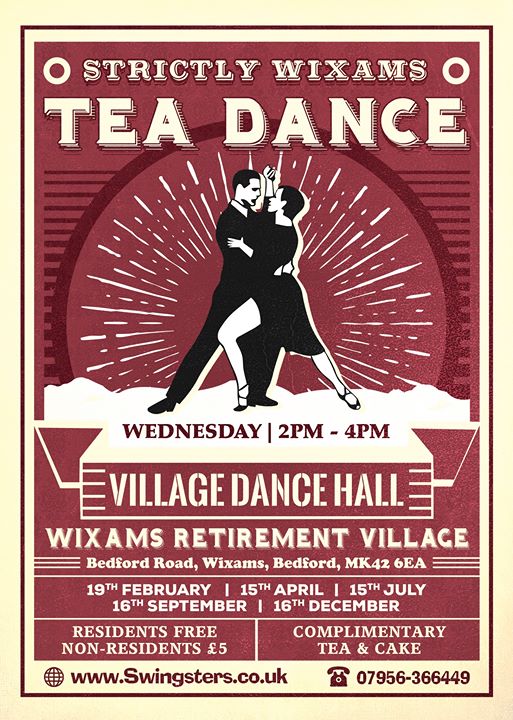 STRICTLY WIXAMS
TEA DANCE
WEDNESDAY | 2PM - 4PM
VILLAGE DANCE HALL
WIXAMS RETIREMENT VILLAGE
Bedford Road, Wixams, Bedford, MK42 6EA
19TH FEBRUARY | 15TH APRIL | 15TH JULY
16TH SEPTEMBER | 16TH DECEMBER
RESIDENTS FREE
NON-RESIDENTS £5
COMPLIMENTARY
TEA & CAKE
www.Swingsters.co.uk
07956-366449